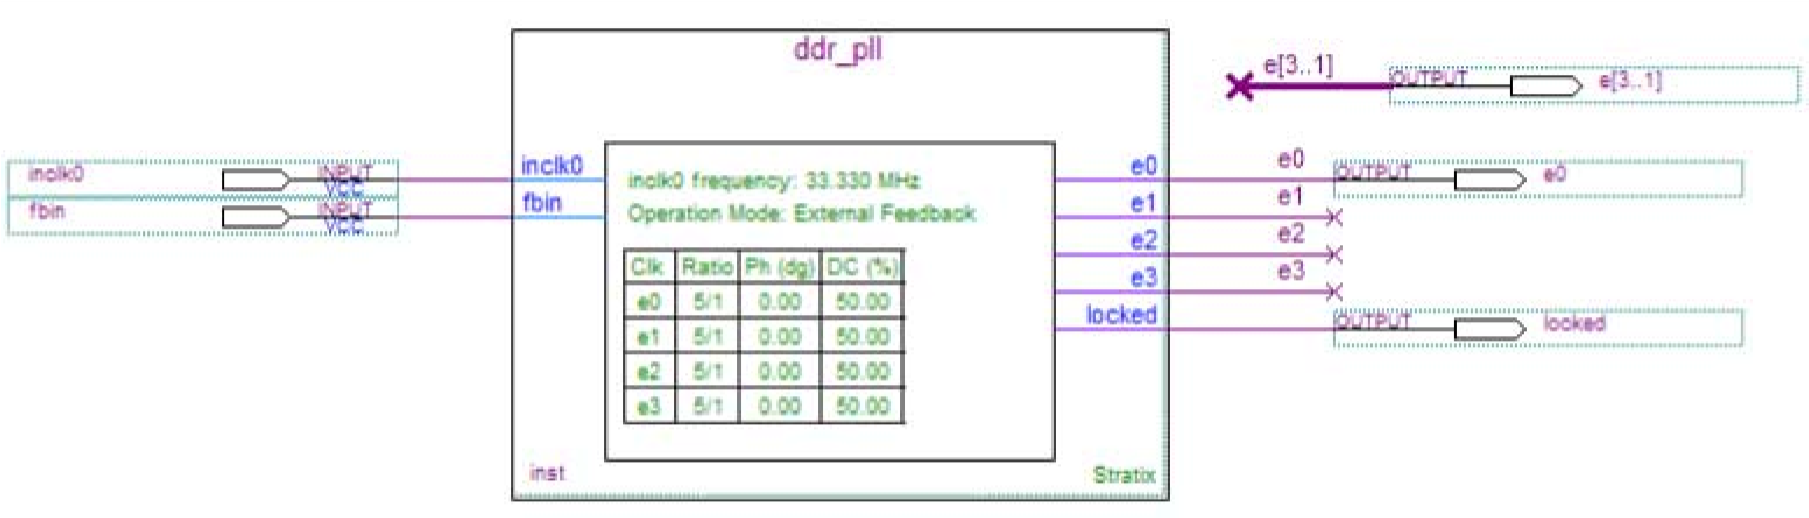 ddr_pll
e[3..1]
OUTPUT
e[3..1]
inclk0
INPUT
VCC
fbin
INPUT
VCC
inclk0
fbin
inclk0 frequency: 33.330 MHz
Operation Mode: External Feedback
Clk Ratio Ph (dg) DC (%)
e0 5/1 0.00 50.00
e1 5/1 0.00 50.00
e2 5/1 0.00 50.00
e3 5/1 0.00 50.00
e0
e1
e2
e3
locked
e0
OUTPUT
e0
e1
e2
e3
OUTPUT
locked
inst
Stratix